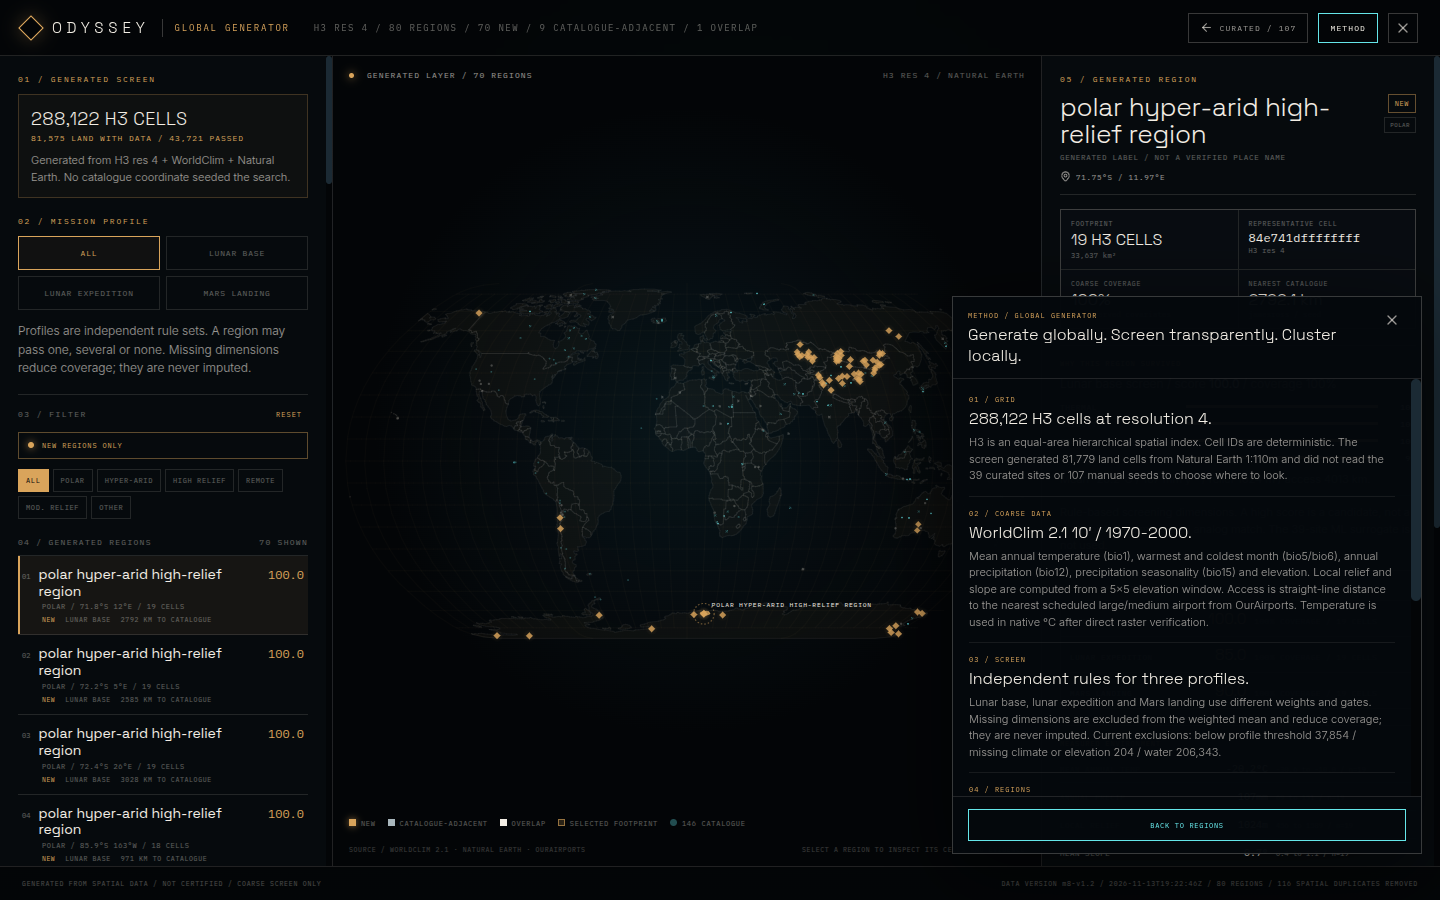 ODYSSEY
GLOBAL GENERATOR
H3 RES 4 / 80 REGIONS / 70 NEW / 9 CATALOGUE-ADJACENT / 1 OVERLAP
CURATED / 107
METHOD
01 / GENERATED SCREEN
288,122 H3 CELLS
81,575 LAND WITH DATA / 43,721 PASSED
Generated from H3 res 4 + WorldClim + Natural
Earth. No catalogue coordinate seeded the search.
02 / MISSION PROFILE
ALL
LUNAR BASE
LUNAR EXPEDITION
MARS LANDING
Profiles are independent rule sets. A region may
pass one, several or none. Missing dimensions
reduce coverage; they are never imputed.
03 / FILTER
RESET
NEW REGIONS ONLY
ALL
POLAR
HYPER-ARID
HIGH RELIEF
REMOTE
MOD. RELIEF
OTHER
04 / GENERATED REGIONS
70 SHOWN
01
polar hyper-arid high-relief
region
100.0
POLAR / 71.8°S 12°E / 19 CELLS
NEW LUNAR BASE 2792 KM TO CATALOGUE
02
polar hyper-arid high-relief
region
100.0
POLAR / 72.2°S 5°E / 19 CELLS
NEW LUNAR BASE 2585 KM TO CATALOGUE
03
polar hyper-arid high-relief
region
100.0
POLAR / 72.4°S 26°E / 19 CELLS
NEW LUNAR BASE 3028 KM TO CATALOGUE
04
polar hyper-arid high-relief
region
100.0
POLAR / 85.9°S 163°W / 18 CELLS
NEW LUNAR BASE 971 KM TO CATALOGUE
GENERATED LAYER / 70 REGIONS
H3 RES 4 / NATURAL EARTH
POLAR HYPER-ARID HIGH-RELIEF REGION
NEW
CATALOGUE-ADJACENT
OVERLAP
SELECTED FOOTPRINT
146 CATALOGUE
SOURCE / WORLDCLIM 2.1 · NATURAL EARTH · OURAIRPORTS
SELECT A REGION TO INSPECT ITS
05 / GENERATED REGION
polar hyper-arid high-
relief region
NEW
POLAR
GENERATED LABEL / NOT A VERIFIED PLACE NAME
71.75°S / 11.97°E
FOOTPRINT
19 H3 CELLS
33,637 km²
REPRESENTATIVE CELL
84e741dffffffff
H3 res 4
COARSE COVERAGE
NEAREST CATALOGUE
METHOD / GLOBAL GENERATOR
Generate globally. Screen transparently. Cluster
locally.
01 / GRID
288,122 H3 cells at resolution 4.
H3 is an equal-area hierarchical spatial index. Cell IDs are deterministic. The
screen generated 81,779 land cells from Natural Earth 1:110m and did not read the
39 curated sites or 107 manual seeds to choose where to look.
02 / COARSE DATA
WorldClim 2.1 10' / 1970-2000.
Mean annual temperature (bio1), warmest and coldest month (bio5/bio6), annual
precipitation (bio12), precipitation seasonality (bio15) and elevation. Local relief and
slope are computed from a 5×5 elevation window. Access is straight-line distance
to the nearest scheduled large/medium airport from OurAirports. Temperature is
used in native °C after direct raster verification.
03 / SCREEN
Independent rules for three profiles.
Lunar base, lunar expedition and Mars landing use different weights and gates.
Missing dimensions are excluded from the weighted mean and reduce coverage;
they are never imputed. Current exclusions: below profile threshold 37,854 /
missing climate or elevation 204 / water 206,343.
04 / REGIONS
BACK TO REGIONS
GENERATED FROM SPATIAL DATA / NOT CERTIFIED / COARSE SCREEN ONLY
DATA VERSION mB-v1.2 / 2026-11-13T19:22:46Z / 80 REGIONS / 116 SPATIAL DUPLICATES REMOVED